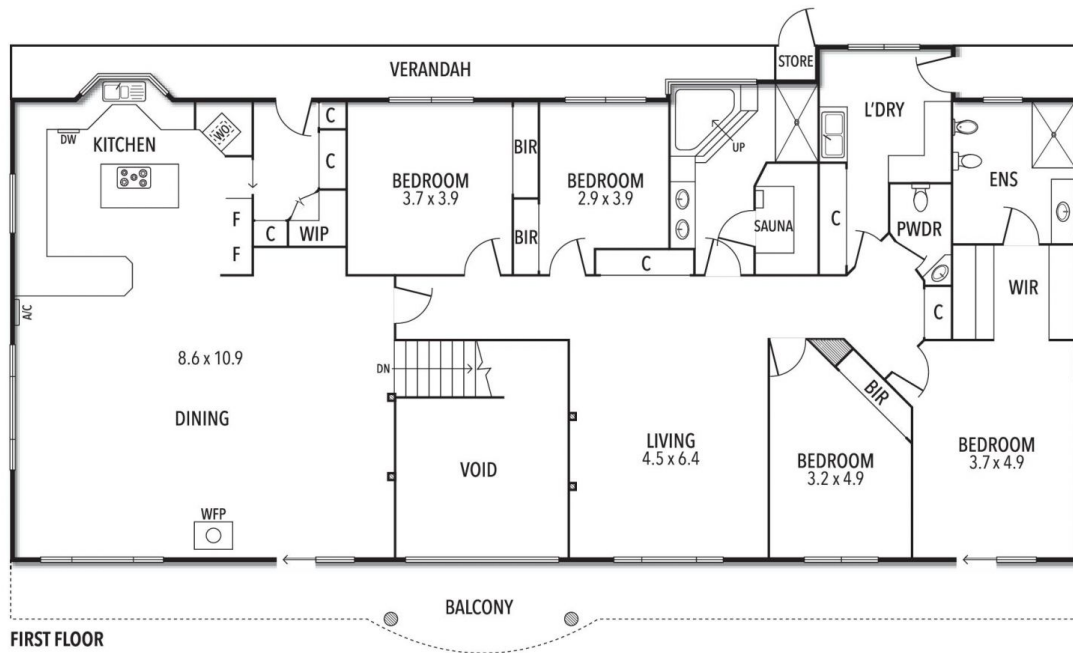 STORE
VERANDAH
KITCHEN
DW
WO
C
C
C
WIP
F
F
BEDROOM
3.7 x 3.9
BIR
BIR
BEDROOM
2.9 x 3.9
C
UP
SAUNA
L'DRY
C
PWDR
C
ENS
WIR
A/C
8.6 x 10.9
DINING
WFP
DN
VOID
LIVING
4.5 x 6.4
BIR
BEDROOM
3.2 x 4.9
BEDROOM
3.7 x 4.9
BALCONY
FIRST FLOOR